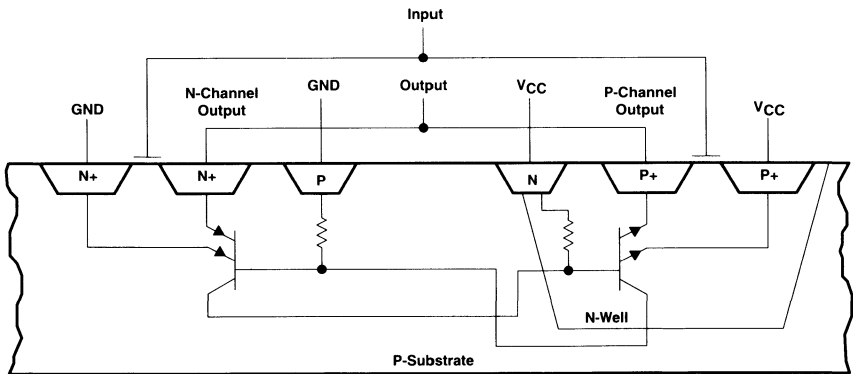 Input
N-Channel
Output
GND
Output
VCC
P-Channel
Output
GND
VCC
N+
N+
P
N
P+
P+
N-Well
P-Substrate